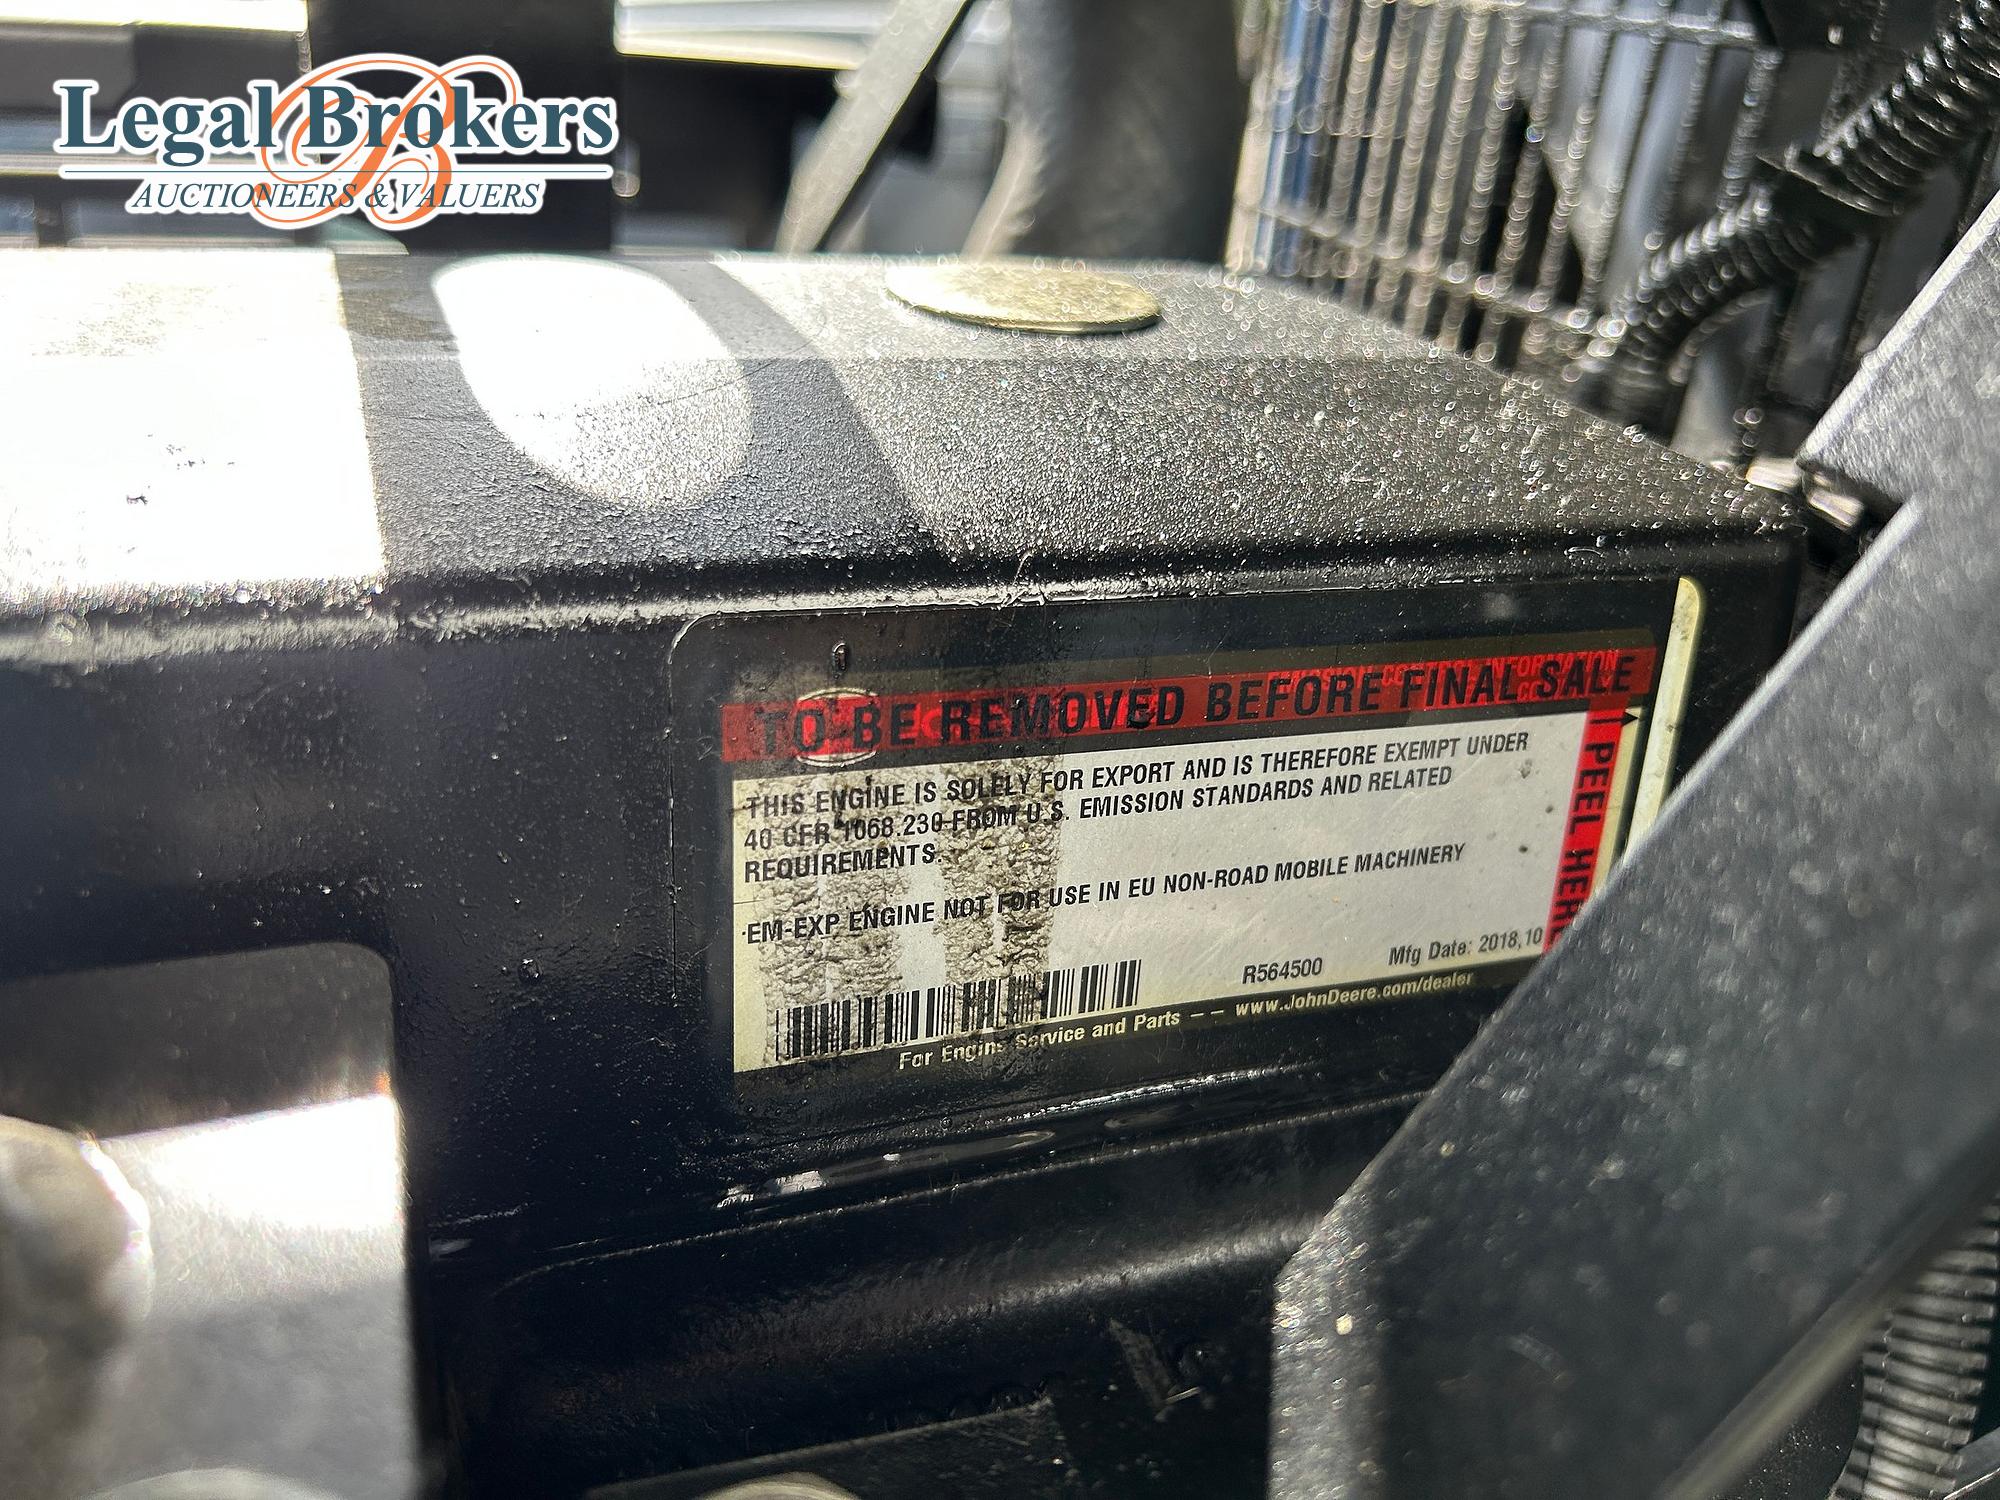 Legal Brokers
AUCTIONEERS & VALUERS
EMISSION CONTROL INFORMATION
TO BE REMOVED BEFORE FINAL SALE
THIS ENGINE IS SOLELY FOR EXPORT AND IS THEREFORE EXEMPT UNDER
40 CFR 1068.230 FROM U.S. EMISSION STANDARDS AND RELATED
REQUIREMENTS.
EM-EXP ENGINE NOT FOR USE IN EU NON-ROAD MOBILE MACHINERY
PEEL HERE
R564500
Mfg Date: 2018,10
For Engine Service and Parts -- www.JohnDeere.com/dealer